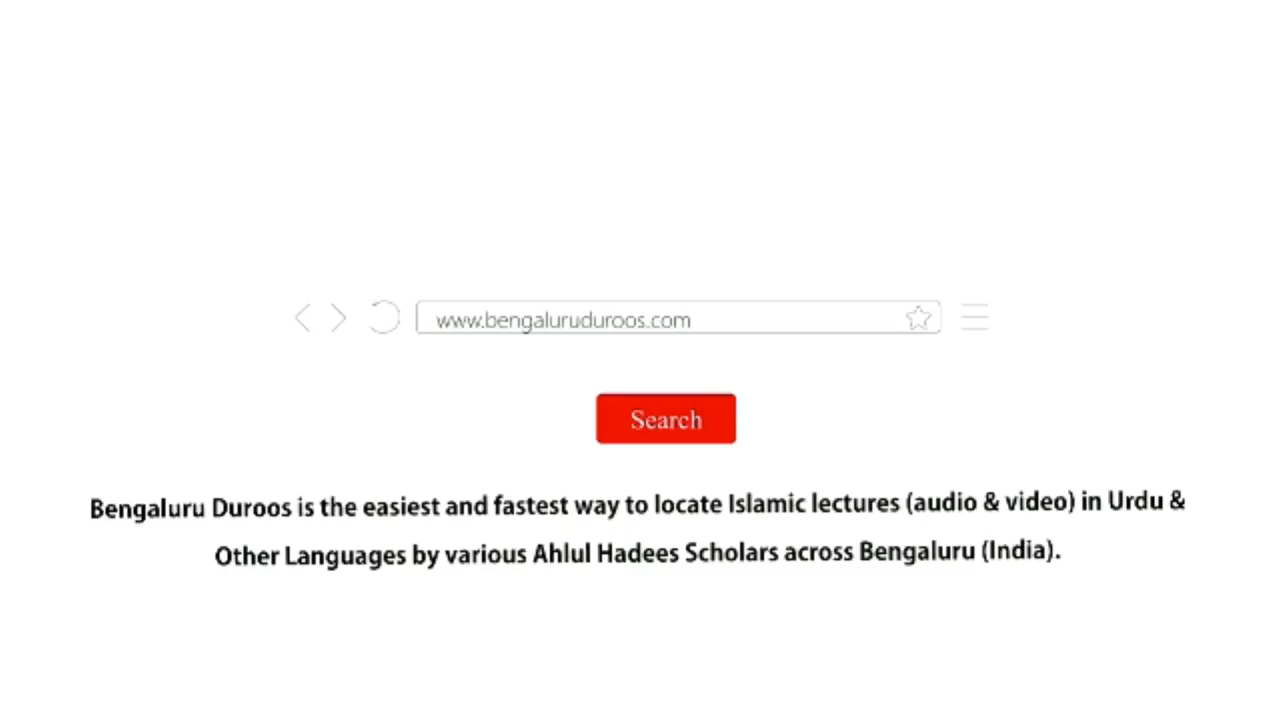 www.bengaluruduroos.com
Search
Bengaluru Duroos is the easiest and fastest way to locate Islamic lectures (audio & video) in Urdu &
Other Languages by various Ahlul Hadees Scholars across Bengaluru (India).